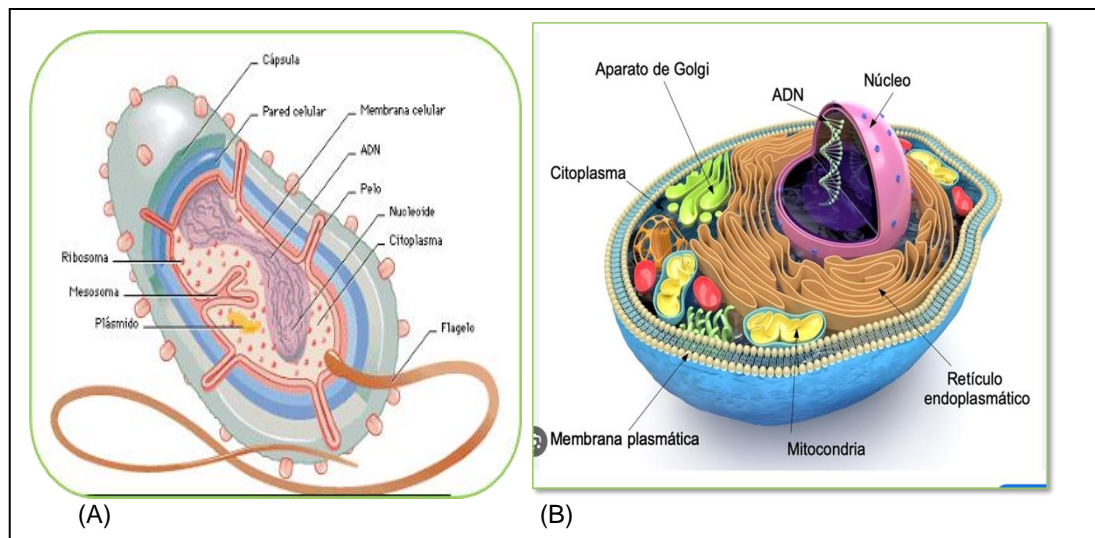 Cápsula
Pared celular
Membrana celular
ADN
Pelo
Nucleoide
Citoplasma
Ribosoma
Mesosoma
Plásmido
Flagelo
(A)
Aparato de Golgi
ADN
Núcleo
Citoplasma
Retículo
endoplasmático
Membrana plasmática
Mitocondria
(B)